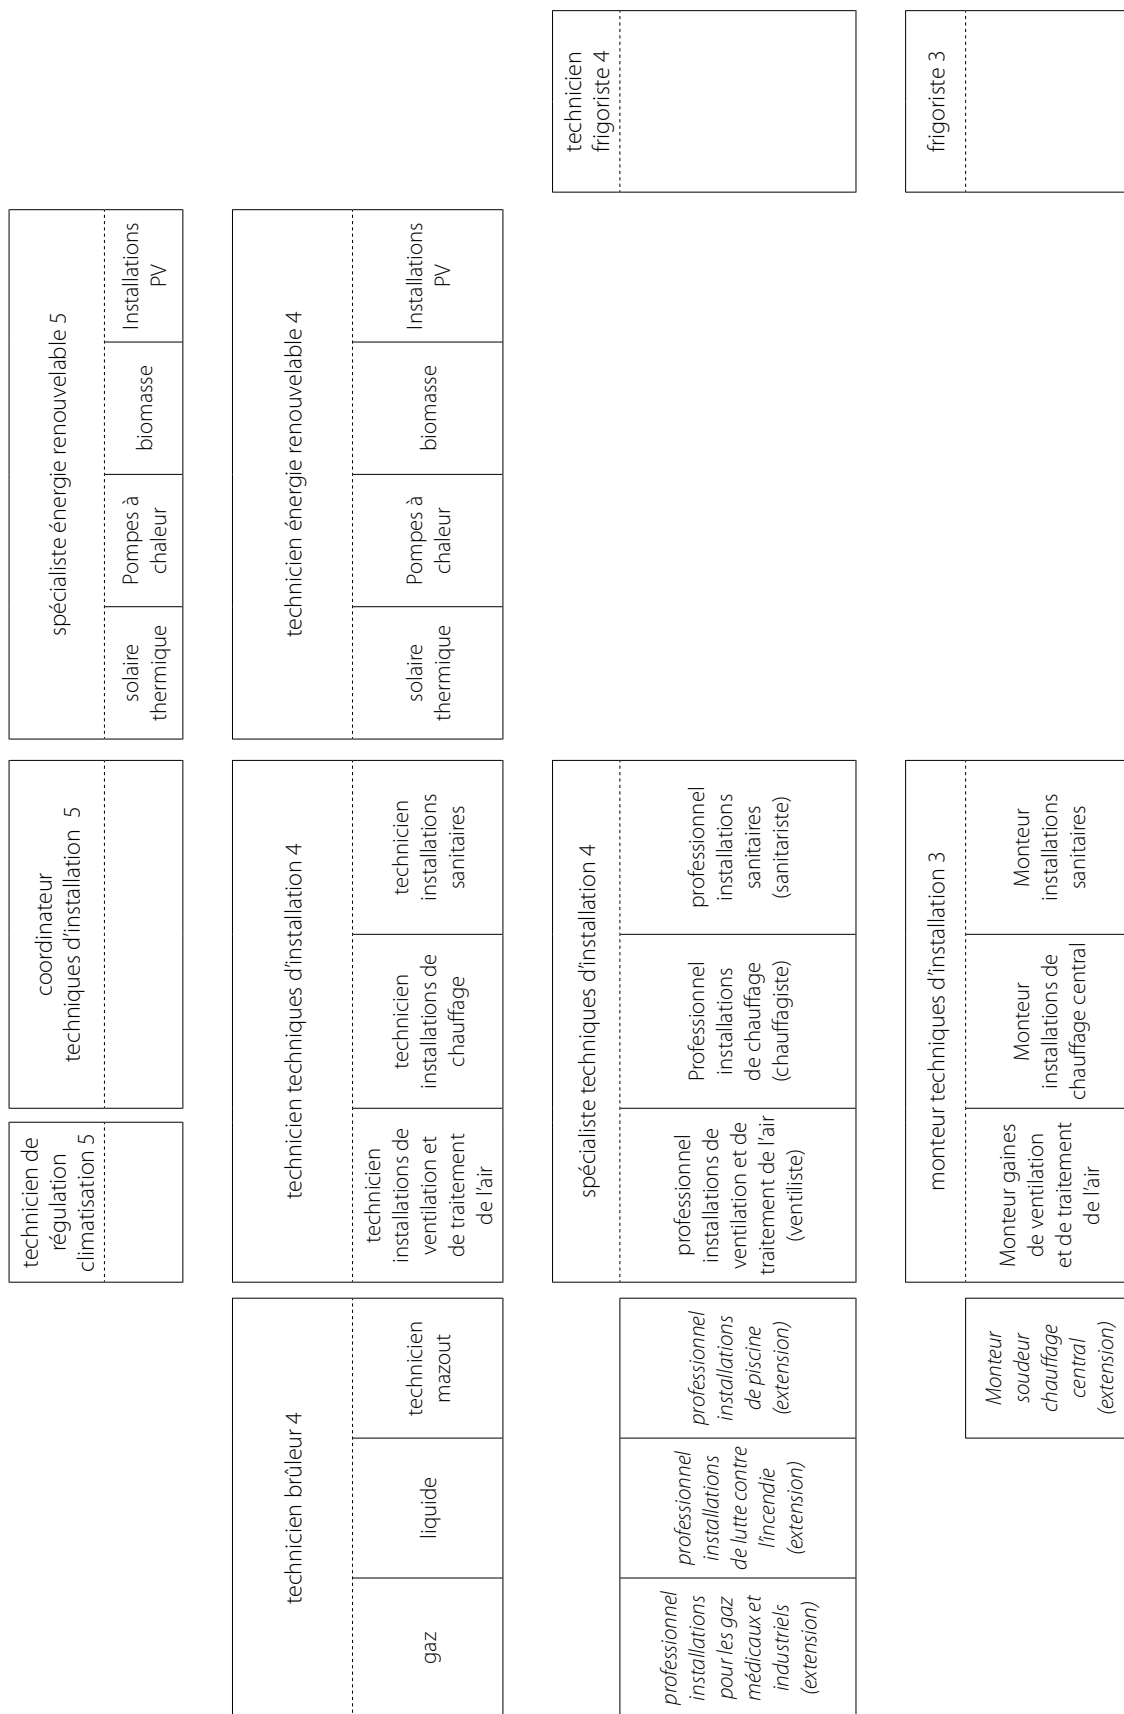 technicien de
régulation
climatisation 5
coordinateur
techniques d'installation 5
spécialiste énergie renouvelable 5
solaire
thermique
Pompes à
chaleur
biomasse
Installations
PV
technicien brûleur 4
gaz
liquide
technicien
mazout
technicien techniques d'installation 4
technicien
installations de
ventilation et
de traitement
de l'air
technicien
installations de
chauffage
technicien
installations
sanitaires
technicien énergie renouvelable 4
solaire
thermique
Pompes à
chaleur
biomasse
Installations
PV
professionnel
installations
pour les gaz
médicaux et
industriels
(extension)
professionnel
installations
de lutte contre
l'incendie
(extension)
professionnel
installations
de piscine
(extension)
spécialiste techniques d'installation 4
professionnel
installations de
ventilation et de
traitement de l'air
(ventiliste)
Professionnel
installations
de chauffage
(chauffagiste)
professionnel
installations
sanitaires
(sanitariste)
technicien
frigoriste 4
Monteur
soudeur
chauffage
central
(extension)
monteur techniques d'installation 3
Monteur gaines
de ventilation
et de traitement
de l'air
Monteur
installations de
chauffage central
Monteur
installations
sanitaires
frigoriste 3